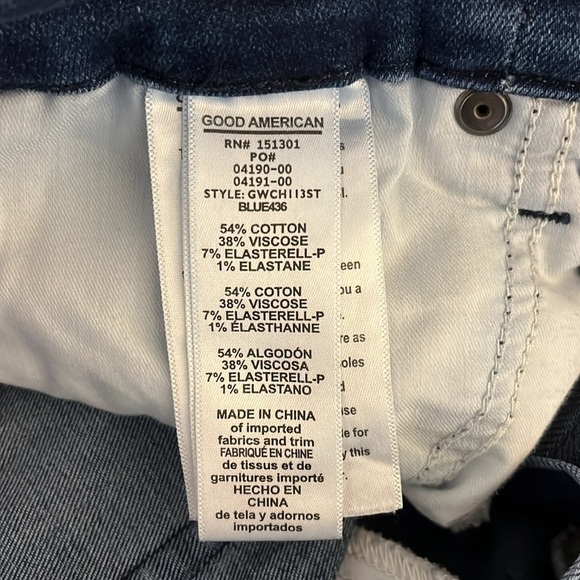 GOOD AMERICAN
RN# 151301
PO#
04190-00
04191-00
STYLE: GWCH113ST
BLUE436
54% COTTON
38% VISCOSE
7% ELASTERELL-P
1% ELASTANE
54% COTON
38% VISCOSE
7% ELASTERELL-P
1% ÉLASTHANNE
54% ALGODÓN
38% VISCOSA
7% ELASTERELL-P
1% ELASTANO
MADE IN CHINA
of imported
fabrics and trim
FABRIQUÉ EN CHINE
de tissus et de
garnitures importé
HECHO EN
CHINA
de tela y adornos
importados